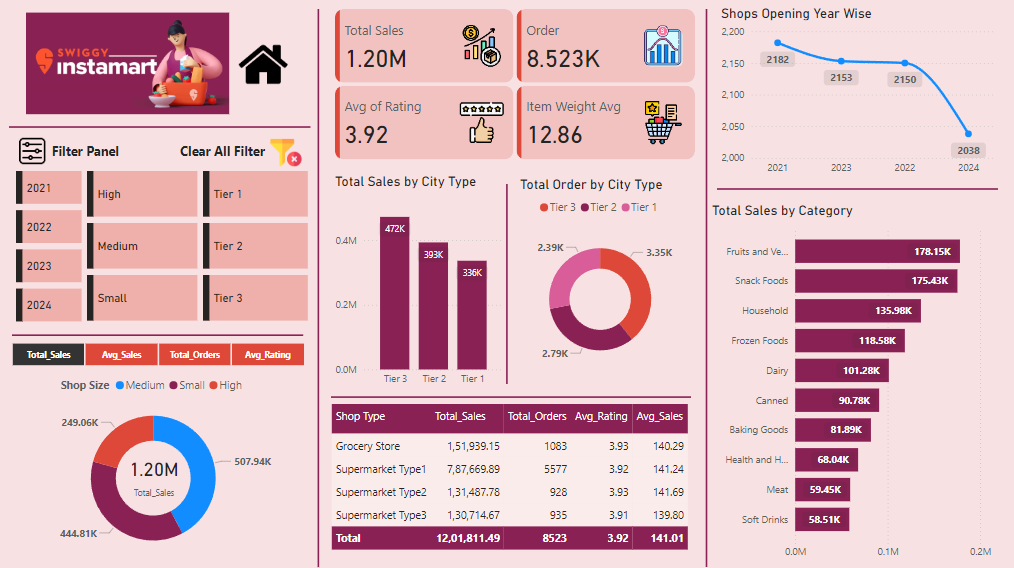 SWIGGY
instamart
Filter Panel
Clear All Filter
2021
2022
2023
2024
High
Medium
Small
Tier 1
Tier 2
Tier 3
Total_Sales
Avg_Sales
Total_Orders
Avg_Rating
Shop Size
Medium
Small
High
249.06K
507.94K
444.81K
1.20M
Total_Sales
Total Sales
1.20M
Order
8.523K
Avg of Rating
3.92
Item Weight Avg
12.86
Total Sales by City Type
0.4M
0.2M
0.0M
472K
393K
336K
Tier 3
Tier 2
Tier 1
Total Order by City Type
Tier 3
Tier 2
Tier 1
2.39K
3.35K
2.79K
Shop Type Total_Sales Total_Orders Avg_Rating Avg_Sales
Grocery Store 1,51,939.15 1083 3.93 140.29
Supermarket Type1 7,87,669.89 5577 3.92 141.24
Supermarket Type2 1,31,487.78 928 3.93 141.69
Supermarket Type3 1,30,714.67 935 3.91 139.80
Total 12,01,811.49 8523 3.92 141.01
Shops Opening Year Wise
2,200
2,150
2,100
2,050
2,000
2182
2153
2150
2038
2021
2023
2022
2024
Total Sales by Category
Fruits and Ve... 178.15K
Snack Foods 175.43K
Household 135.98K
Frozen Foods 118.58K
Dairy 101.28K
Canned 90.78K
Baking Goods 81.89K
Health and H... 68.04K
Meat 59.45K
Soft Drinks 58.51K
0.0M 0.1M 0.2M